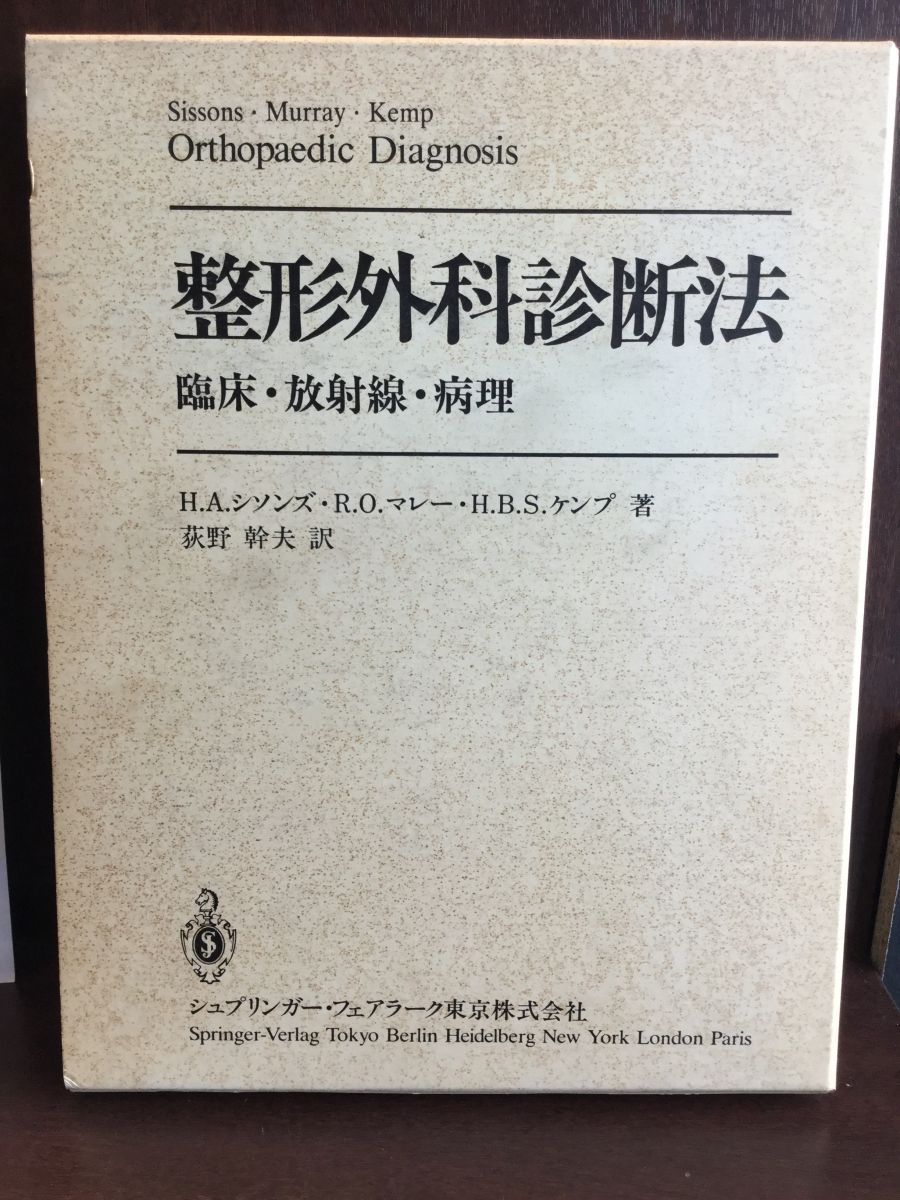 Sissons · Murray · Kemp
Orthopaedic Diagnosis
整形外科診断法
臨床・放射線・病理
H.A.シソンズ・R.O.マレー・H.B.S.ケンプ 著
荻野 幹夫 訳
シュプリンガー・フェアラーク東京株式会社
Springer-Verlag Tokyo Berlin Heidelberg New York London Paris